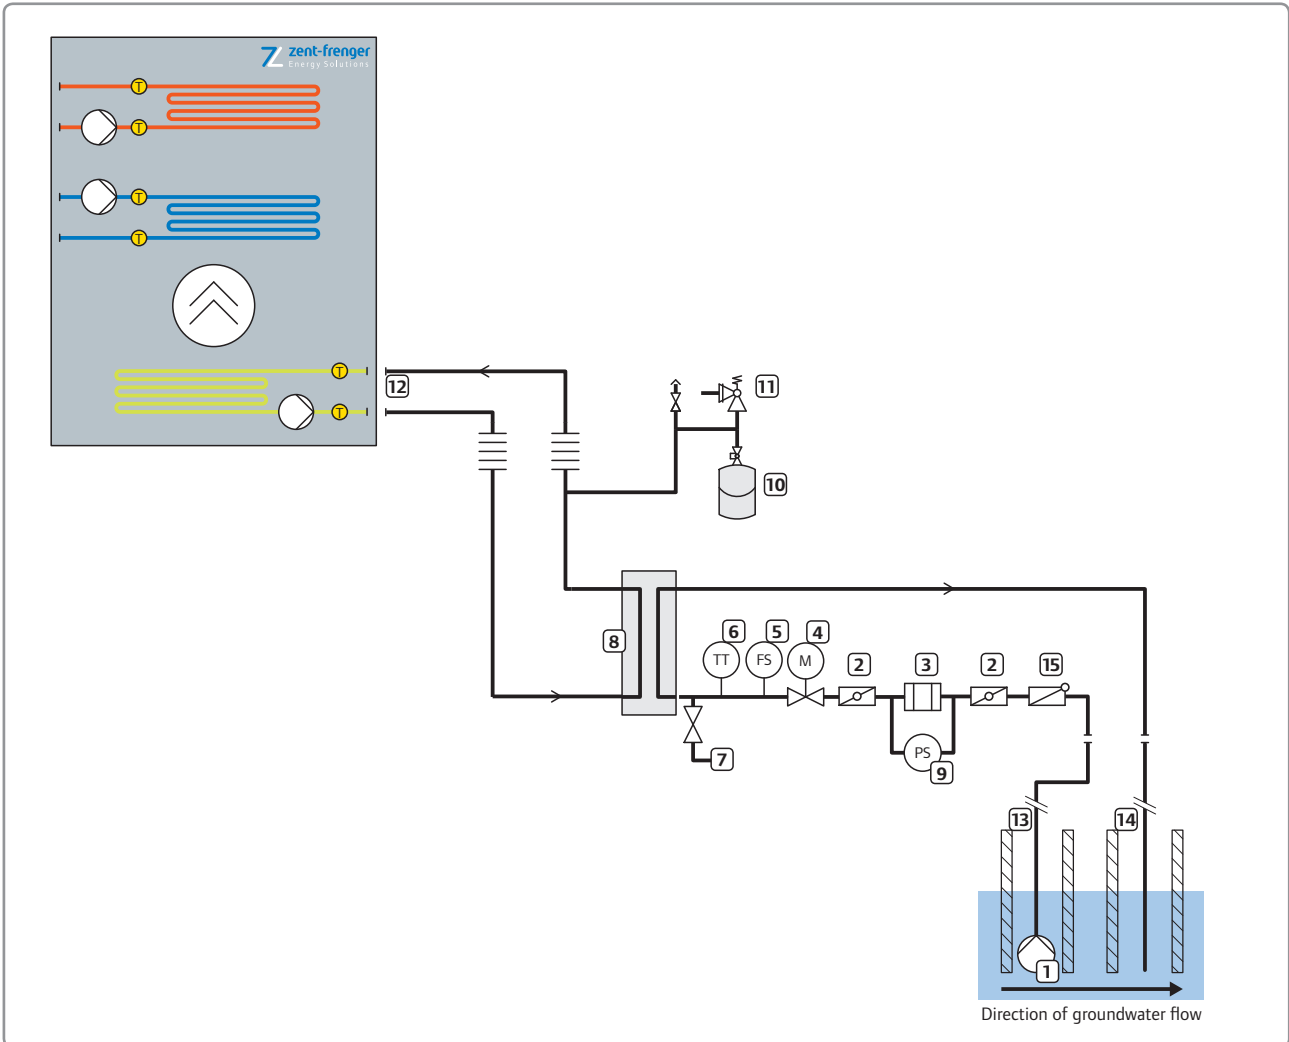 zent-frenger
Energy Solutions
T
T
T
T
T
T
12
11
10
8
6
5
4
2
3
2
15
TT
FS
M
7
PS
9
13
14
1
Direction of groundwater flow